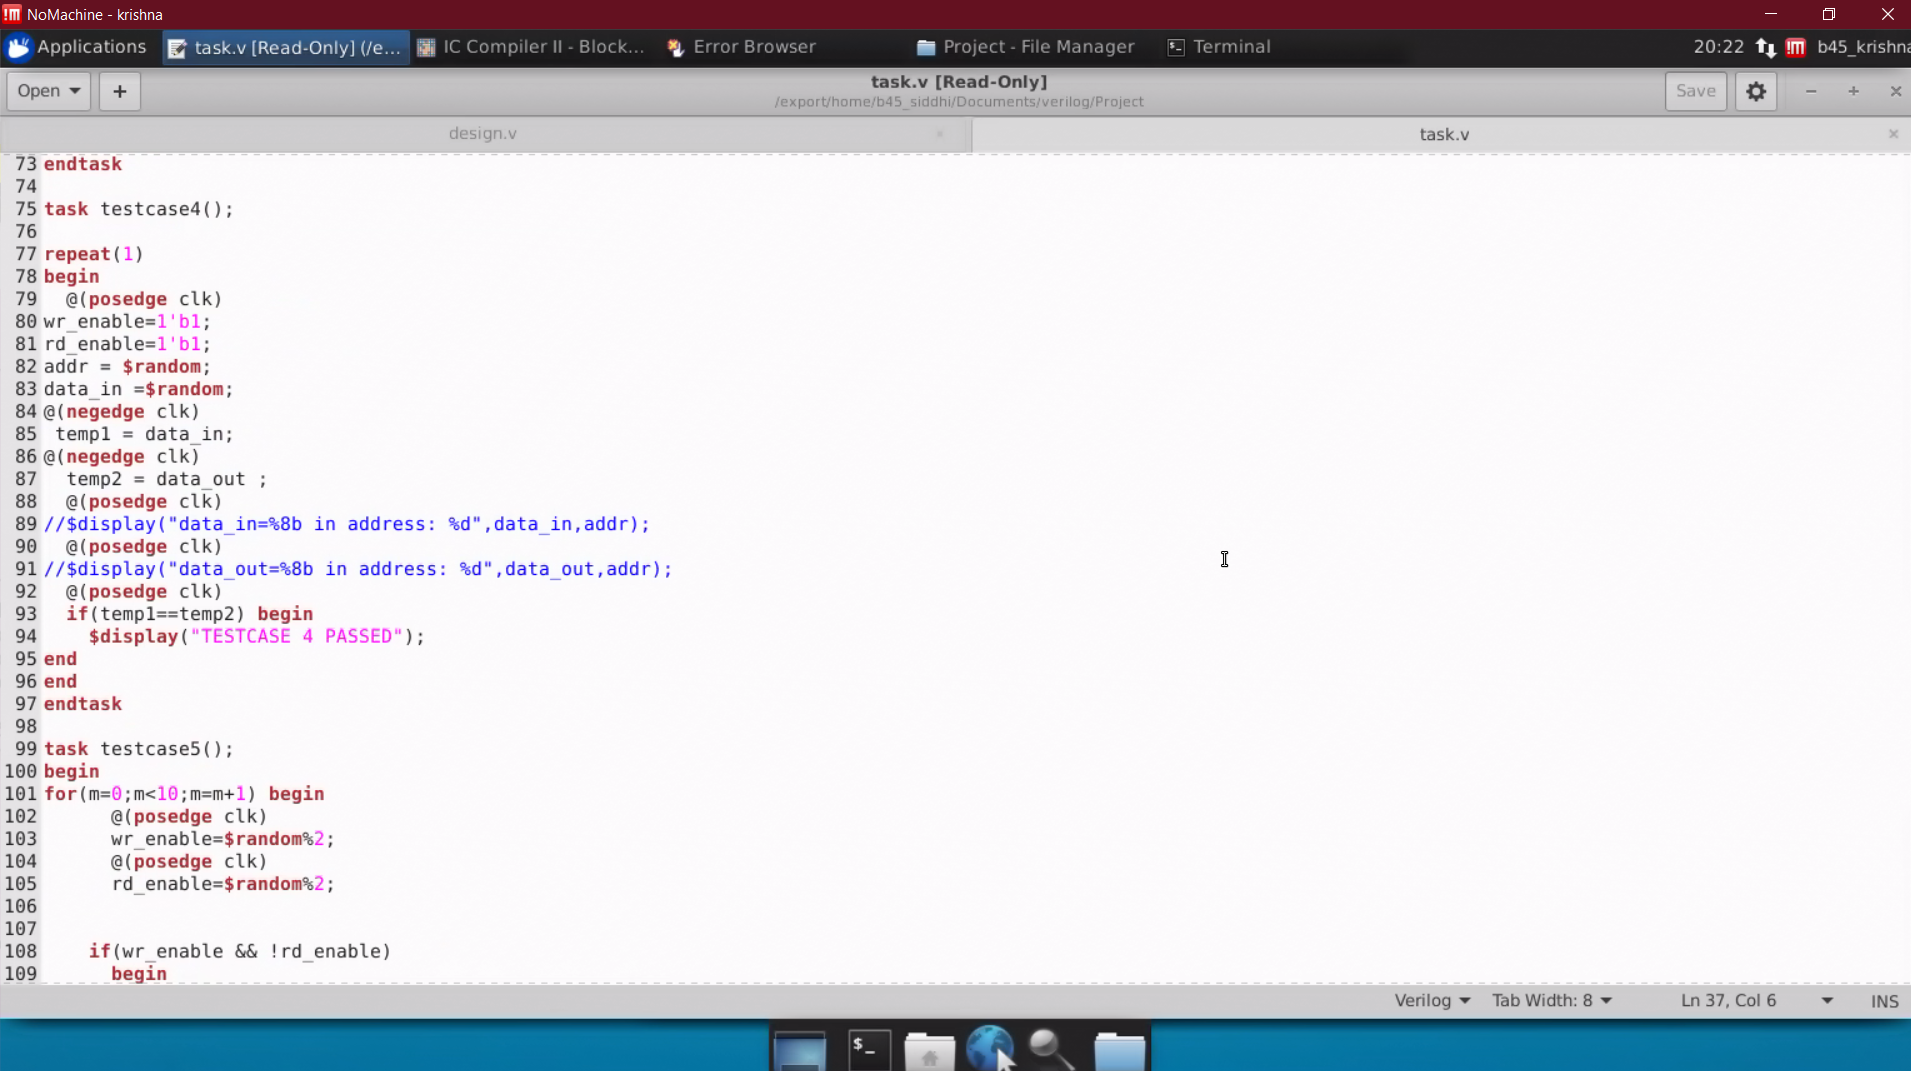 NoMachine - krishna
Applications task.v [Read-Only] (/e... IC Compiler II - Block... Error Browser Project - File Manager Terminal 20:22 b45_krishna
Open + task.v [Read-Only] Save
/export/home/b45_siddhi/Documents/verilog/Project
design.v task.v
73 endtask
74
75 task testcase4();
76
77 repeat(1)
78 begin
79   @(posedge clk)
80 wr_enable=1'b1;
81 rd_enable=1'b1;
82 addr = $random;
83 data_in =$random;
84 @(negedge clk)
85  temp1 = data_in;
86 @(negedge clk)
87   temp2 = data_out ;
88   @(posedge clk)
89 //$display("data_in=%8b in address: %d",data_in,addr);
90   @(posedge clk)
91 //$display("data_out=%8b in address: %d",data_out,addr);
92   @(posedge clk)
93   if(temp1==temp2) begin
94     $display("TESTCASE 4 PASSED");
95 end
96 end
97 endtask
98
99 task testcase5();
100 begin
101 for(m=0;m<10;m=m+1) begin
102       @(posedge clk)
103       wr_enable=$random%2;
104       @(posedge clk)
105       rd_enable=$random%2;
106
107
108     if(wr_enable && !rd_enable)
109       begin
Verilog Tab Width: 8 Ln 37, Col 6 INS
$_